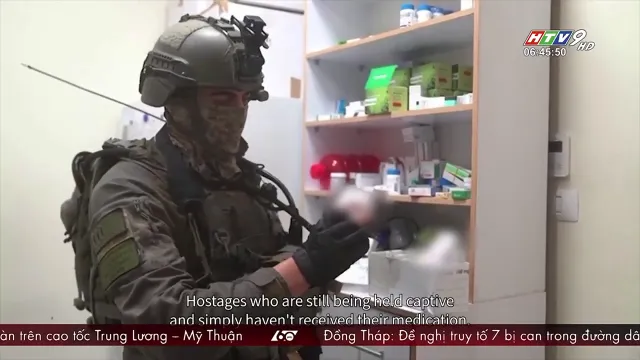 HTV9 HD
06:45:50
Hostages who are still being held captive
and simply haven't received their medication.
àn trên cao tốc Trung Lương – Mỹ Thuận 60 Đồng Tháp: Đề nghị truy tố 7 bị can trong đường dâ